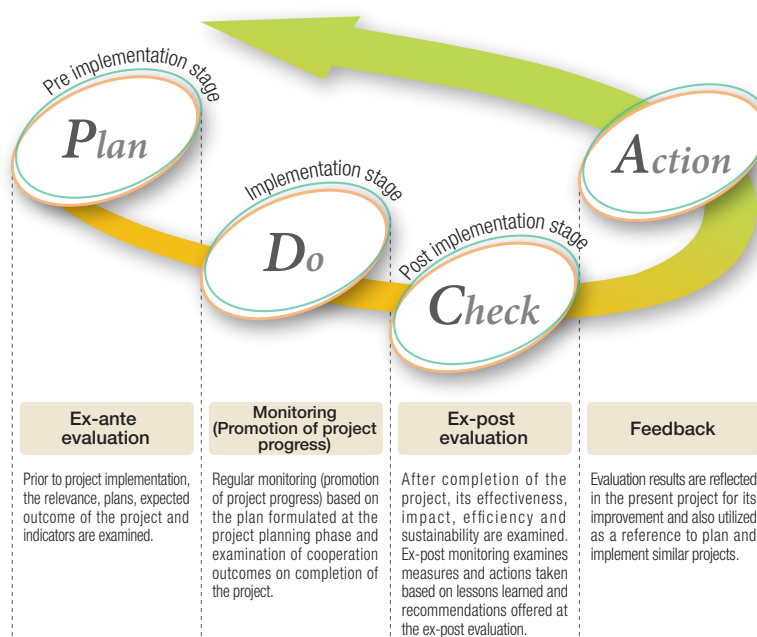 Pre implementation stage
Plan
Implementation stage
Do
Post implementation stage
Check
Action
Ex-ante
evaluation
Prior to project implementation,
the relevance, plans, expected
outcome of the project and
indicators are examined.
Monitoring
(Promotion of project
progress)
Regular monitoring (promotion
of project progress) based on
the plan formulated at the
project planning phase and
examination of cooperation
outcomes on completion of
the project.
Ex-post
evaluation
After completion of the
project, its effectiveness,
impact, efficiency and
sustainability are examined.
Ex-post monitoring examines
measures and actions taken
based on lessons learned and
recommendations offered at
the ex-post evaluation.
Feedback
Evaluation results are reflected
in the present project for its
improvement and also utilized
as a reference to plan and
implement similar projects.